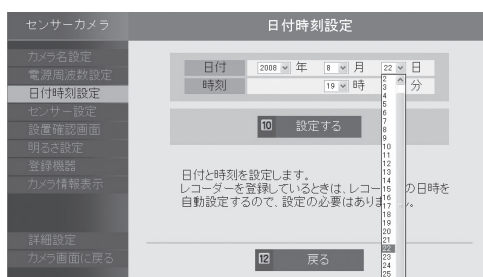 センサーカメラ
日付時刻設定
カメラ名設定
電源周波数設定
日付時刻設定
センサー設定
設置確認画面
明るさ設定
登録機器
カメラ情報表示
詳細設定
カメラ画面に戻る
日付 2008 年 8 月 22 日
時刻 19 時 分
2
3
4
5
6
7
8
9
10
11
12
13
14
15
16
17
18
19
20
21
22
23
24
25
10 設定する
日付と時刻を設定します。
レコーダーを登録しているときは、レコー の日時を
自動設定するので、設定の必要はありま ん。
12 戻る